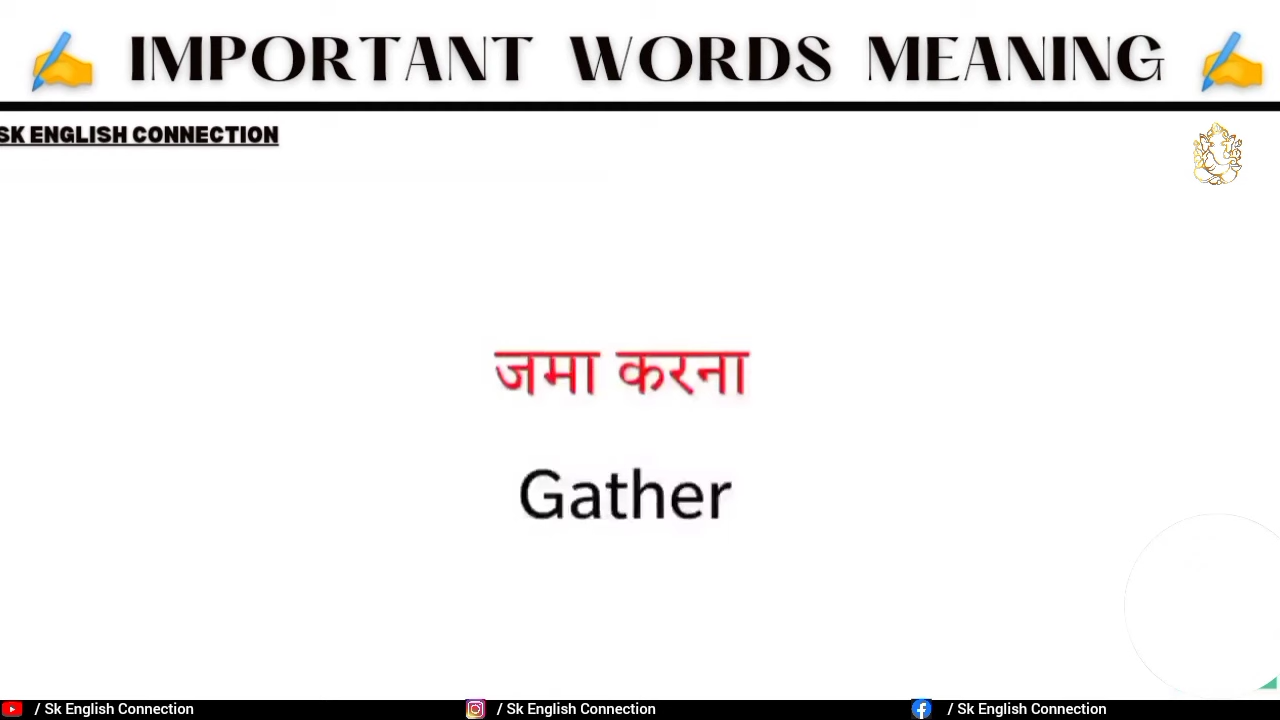 IMPORTANT WORDS MEANING
SK ENGLISH CONNECTION
जमा करना
Gather
/ Sk English Connection / Sk English Connection / Sk English Connection